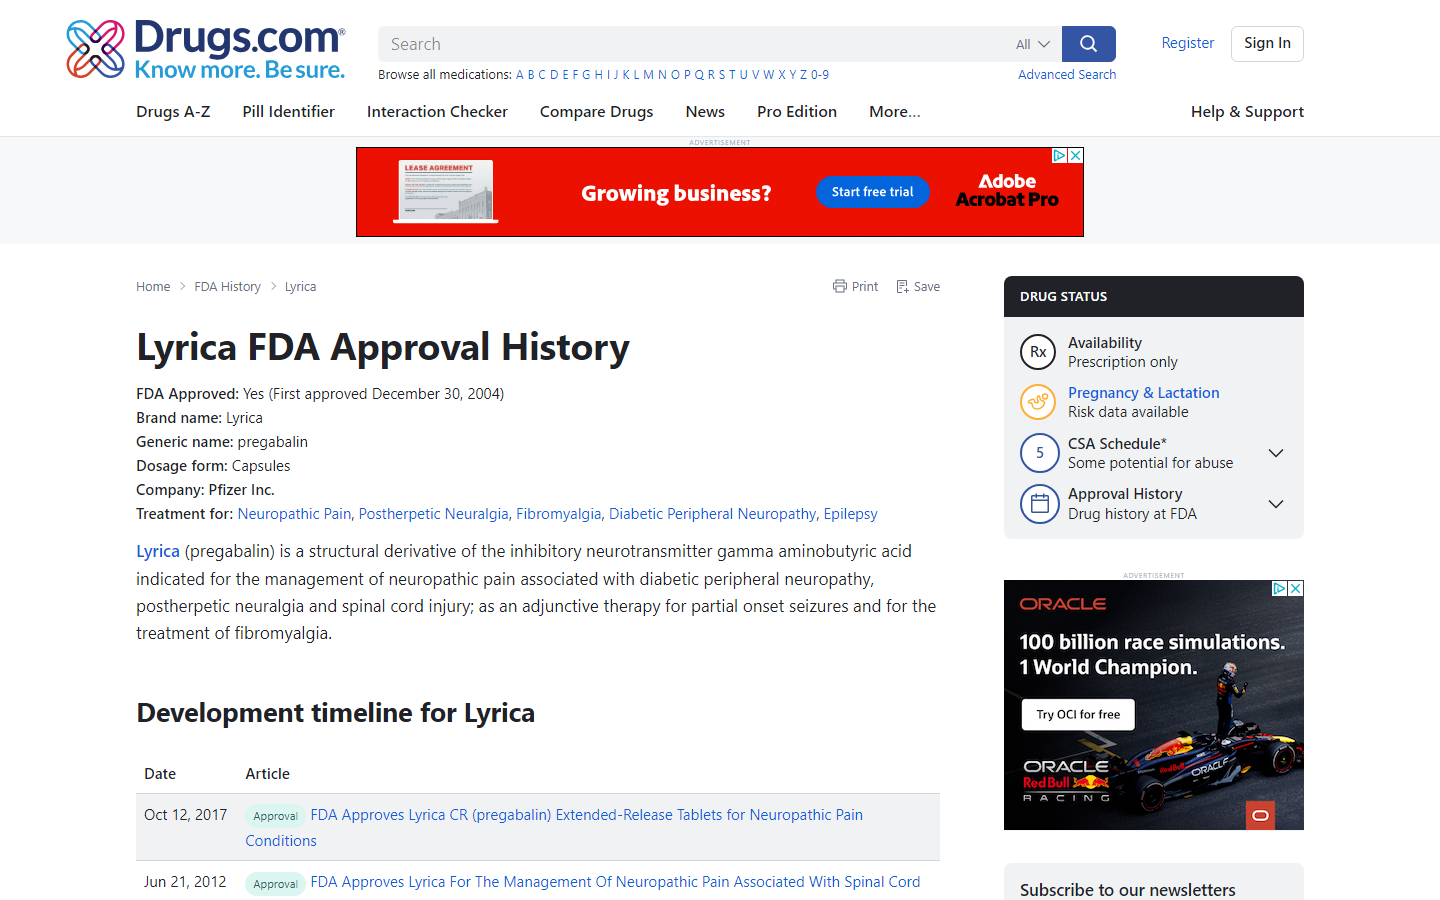 Drugs.com®
Know more. Be sure.
Search
All
Register
Sign In
Browse all medications: A B C D E F G H I J K L M N O P Q R S T U V W X Y Z 0-9
Advanced Search
Drugs A-Z
Pill Identifier
Interaction Checker
Compare Drugs
News
Pro Edition
More...
Help & Support
ADVERTISEMENT
LEASE AGREEMENT
Growing business?
Start free trial
Adobe
Acrobat Pro
Home
FDA History
Lyrica
Print
Save
Lyrica FDA Approval History
FDA Approved: Yes (First approved December 30, 2004)
Brand name: Lyrica
Generic name: pregabalin
Dosage form: Capsules
Company: Pfizer Inc.
Treatment for: Neuropathic Pain, Postherpetic Neuralgia, Fibromyalgia, Diabetic Peripheral Neuropathy, Epilepsy
Lyrica (pregabalin) is a structural derivative of the inhibitory neurotransmitter gamma aminobutyric acid
indicated for the management of neuropathic pain associated with diabetic peripheral neuropathy,
postherpetic neuralgia and spinal cord injury; as an adjunctive therapy for partial onset seizures and for the
treatment of fibromyalgia.
Development timeline for Lyrica
Date
Article
Oct 12, 2017
Approval FDA Approves Lyrica CR (pregabalin) Extended-Release Tablets for Neuropathic Pain
Conditions
Jun 21, 2012
Approval FDA Approves Lyrica For The Management Of Neuropathic Pain Associated With Spinal Cord
DRUG STATUS
Rx
Availability
Prescription only
Pregnancy & Lactation
Risk data available
5
CSA Schedule*
Some potential for abuse
Approval History
Drug history at FDA
ADVERTISEMENT
ORACLE
100 billion race simulations.
1 World Champion.
Try OCI for free
ORACLE
Red Bull
RACING
ORACLE
Subscribe to our newsletters